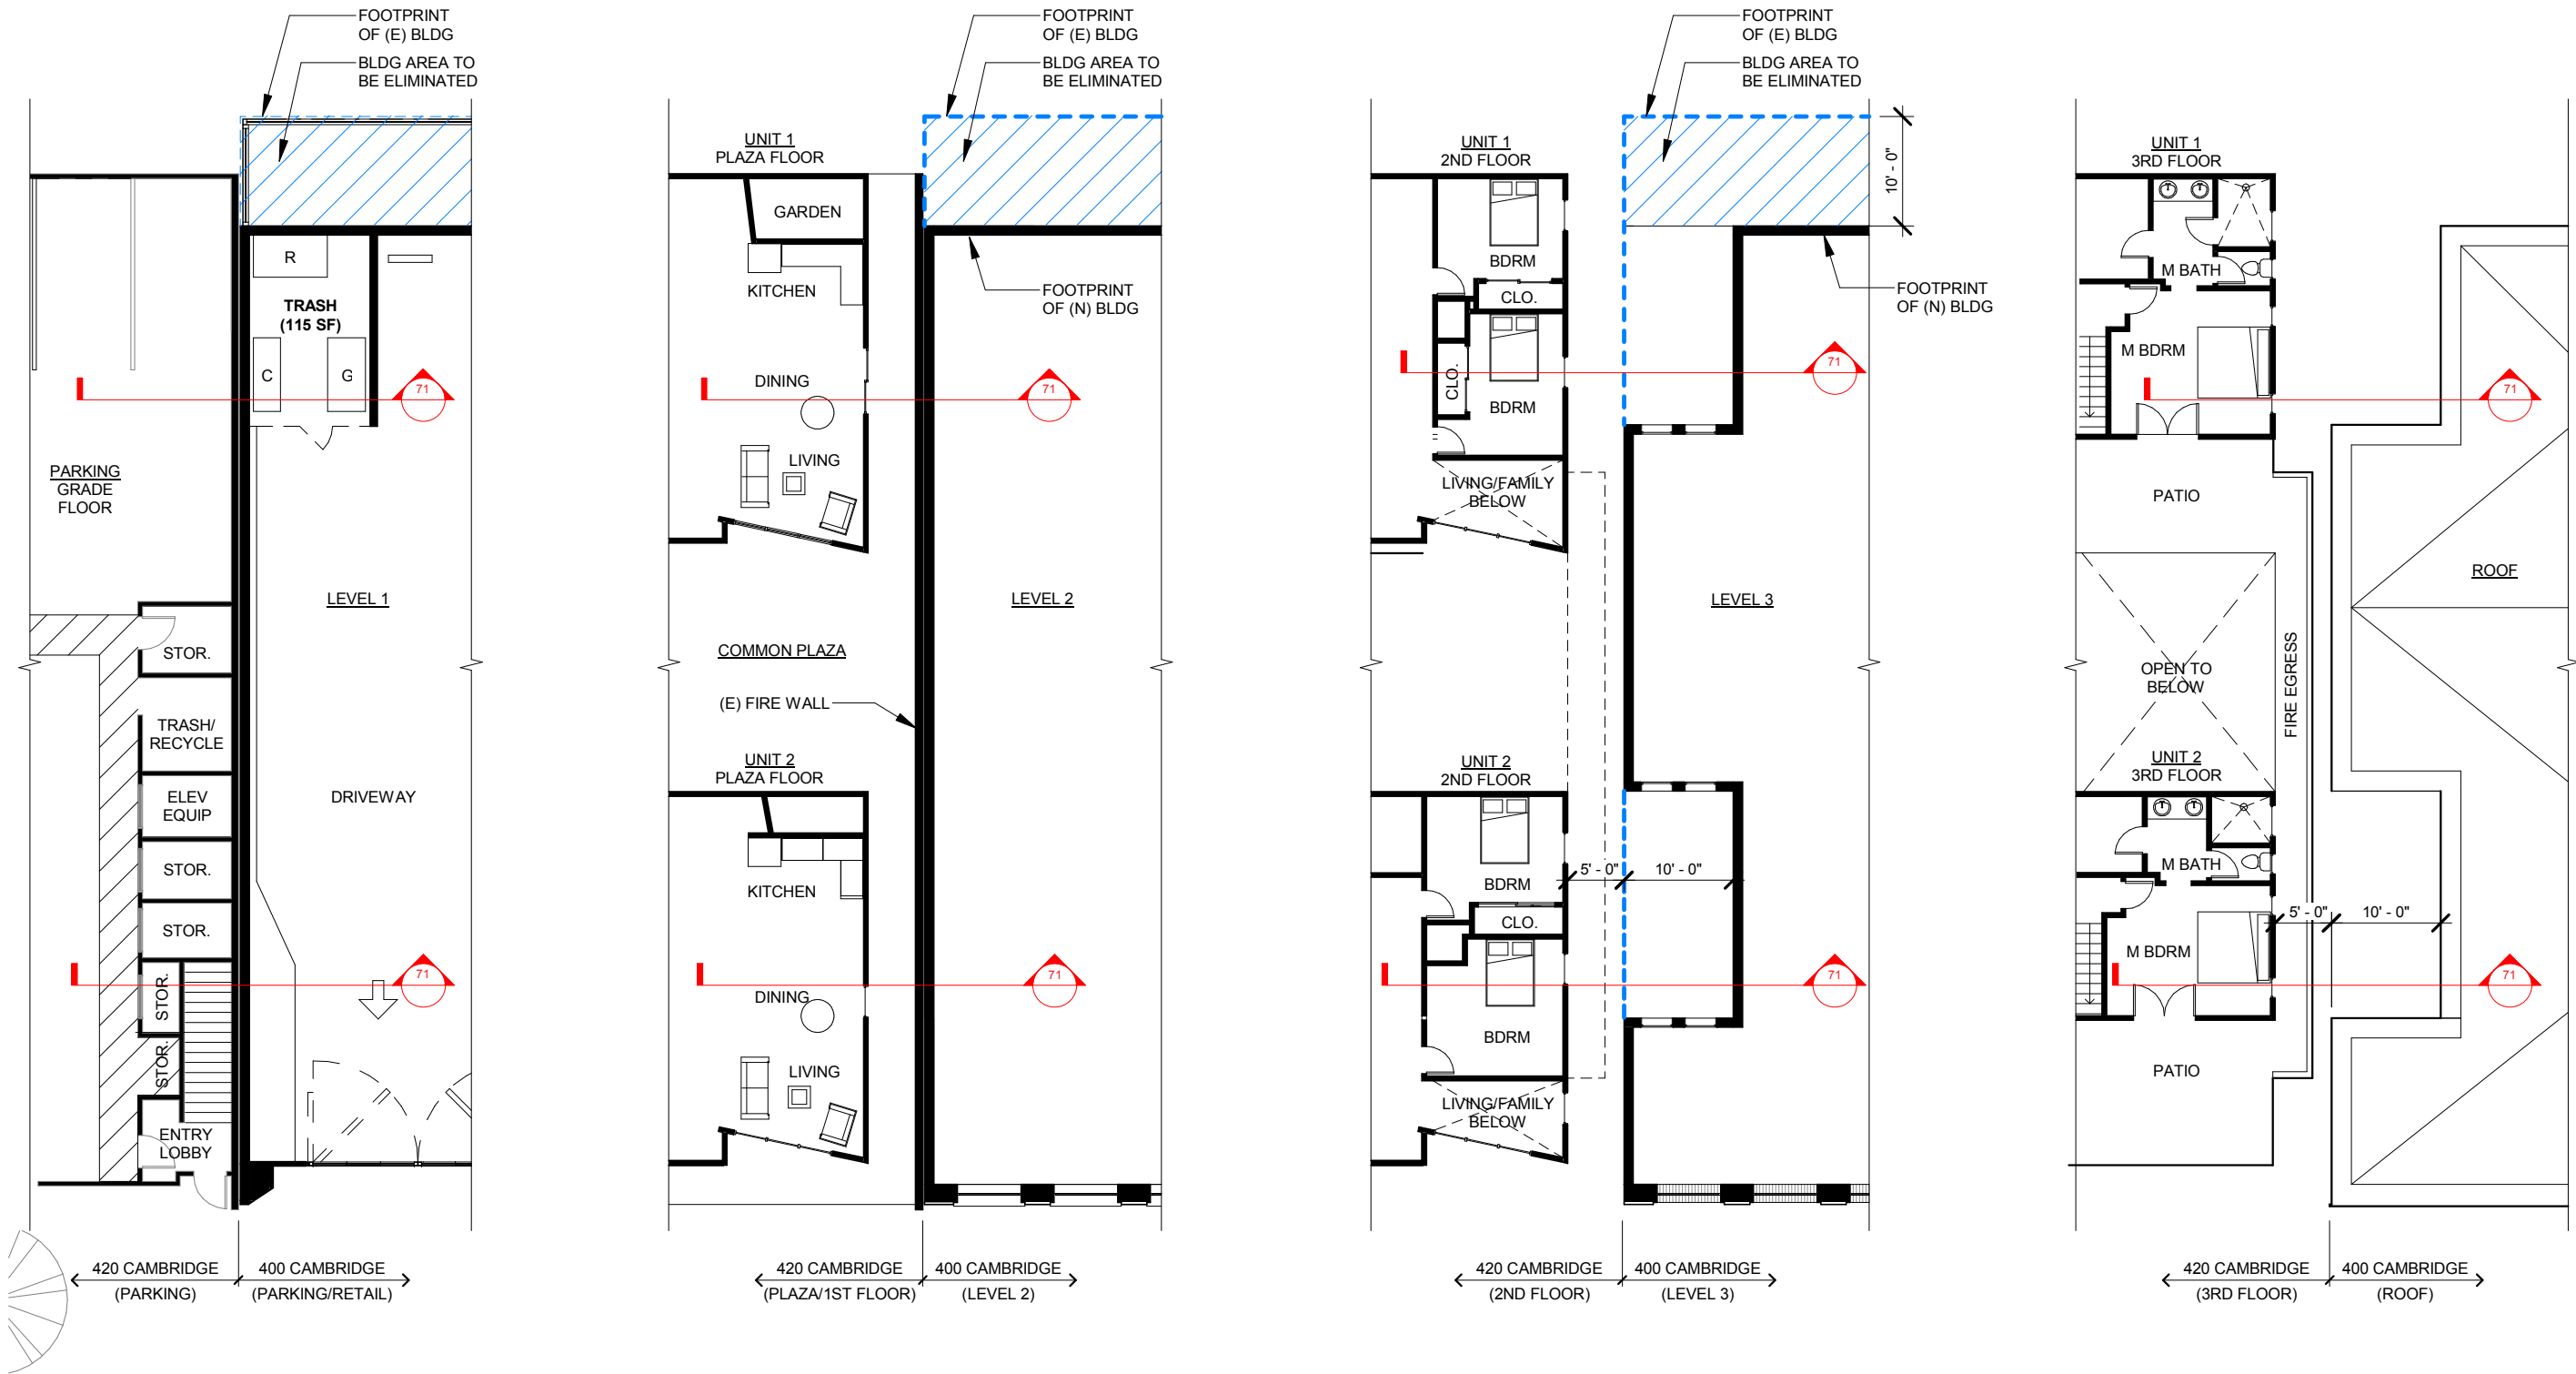 FOOTPRINT
OF (E) BLDG
BLDG AREA TO
BE ELIMINATED
R
TRASH
(115 SF)
C
G
71
PARKING
GRADE
FLOOR
LEVEL 1
STOR.
TRASH/
RECYCLE
ELEV
EQUIP
DRIVEWAY
STOR.
STOR.
STOR.
71
STOR.
ENTRY
LOBBY
420 CAMBRIDGE
(PARKING)
400 CAMBRIDGE
(PARKING/RETAIL)
FOOTPRINT
OF (E) BLDG
BLDG AREA TO
BE ELIMINATED
UNIT 1
PLAZA FLOOR
GARDEN
KITCHEN
FOOTPRINT
OF (N) BLDG
DINING
71
LIVING
LEVEL 2
COMMON PLAZA
(E) FIRE WALL
UNIT 2
PLAZA FLOOR
KITCHEN
71
DINING
LIVING
420 CAMBRIDGE
(PLAZA/1ST FLOOR)
400 CAMBRIDGE
(LEVEL 2)
FOOTPRINT
OF (E) BLDG
BLDG AREA TO
BE ELIMINATED
UNIT 1
2ND FLOOR
10' - 0"
BDRM
CLO.
FOOTPRINT
OF (N) BLDG
71
CLO.
BDRM
LIVING/FAMILY
BELOW
LEVEL 3
UNIT 2
2ND FLOOR
5' - 0"
10' - 0"
BDRM
CLO.
71
BDRM
LIVING/FAMILY
BELOW
420 CAMBRIDGE
(2ND FLOOR)
400 CAMBRIDGE
(LEVEL 3)
UNIT 1
3RD FLOOR
M BATH
M BDRM
71
PATIO
ROOF
OPEN TO
BELOW
FIRE EGRESS
UNIT 2
3RD FLOOR
M BATH
5' - 0"
10' - 0"
M BDRM
71
PATIO
420 CAMBRIDGE
(3RD FLOOR)
400 CAMBRIDGE
(ROOF)